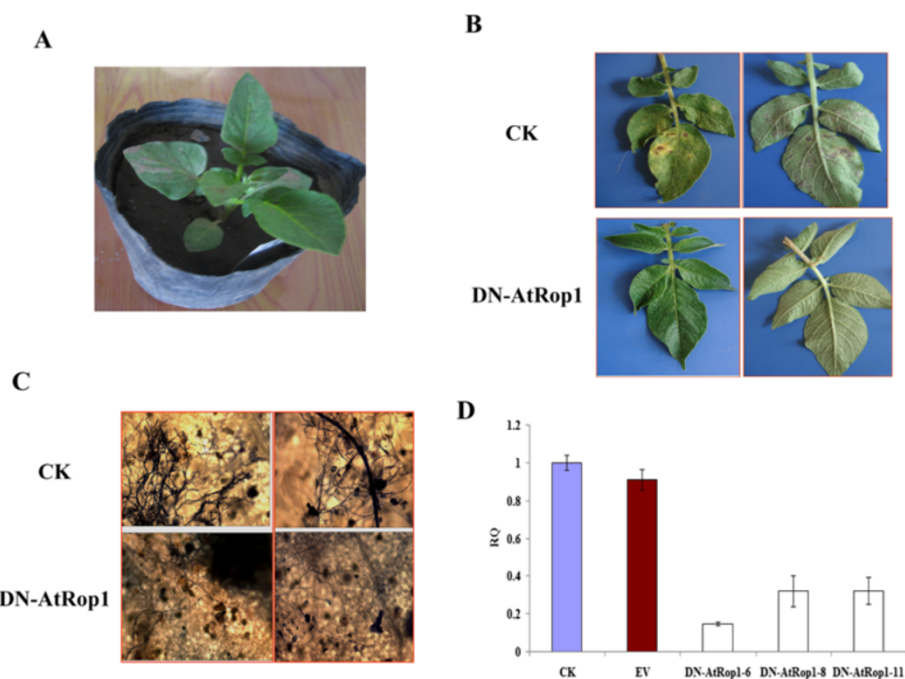 A
B
CK
DN-AtRop1
C
CK
DN-AtRop1
D
1.2
1
0.8
0.6
0.4
0.2
0
RQ
CK EV DN-AtRop1-6 DN-AtRop1-8 DN-AtRop1-11